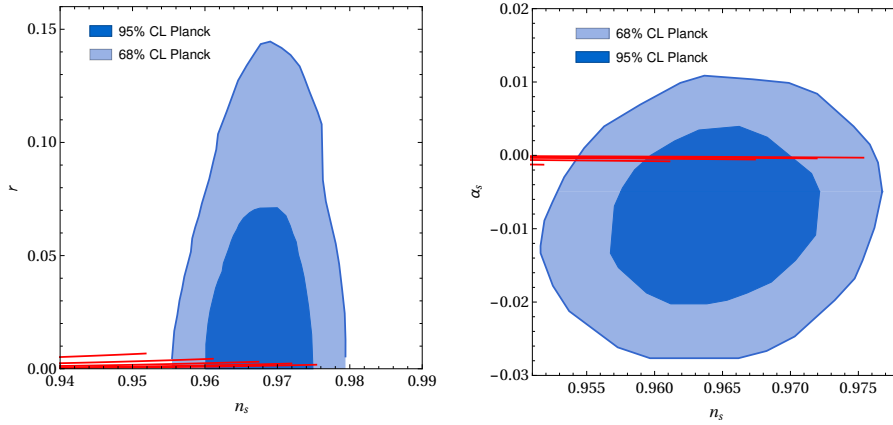 95% CL Planck
68% CL Planck
r
0.15
0.10
0.05
0.00
0.94
0.95
0.96
0.97
0.98
0.99
n_s
68% CL Planck
95% CL Planck
α_s
0.02
0.01
0.00
−0.01
−0.02
−0.03
0.955
0.960
0.965
0.970
0.975
n_s